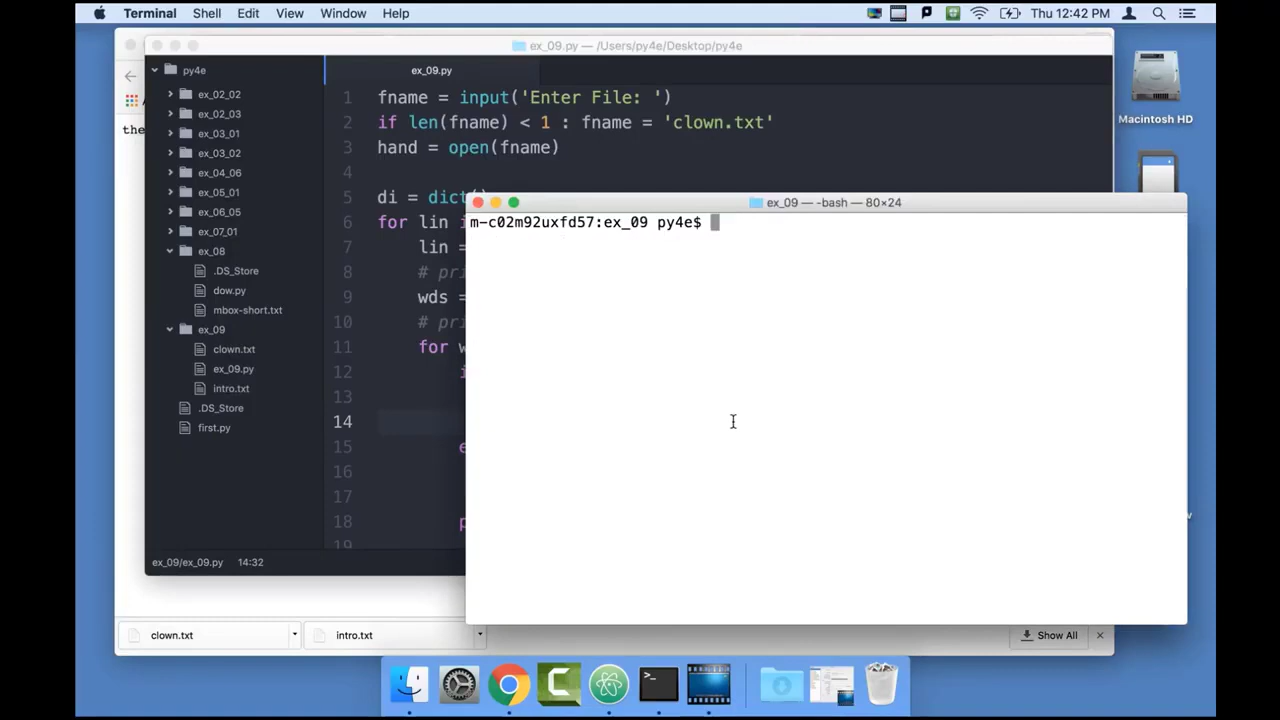 Terminal Shell Edit View Window Help Thu 12:42 PM
ex_09.py — /Users/py4e/Desktop/py4e
py4e
ex_02_02
ex_02_03
ex_03_01
ex_03_02
ex_04_06
ex_05_01
ex_06_05
ex_07_01
ex_08
.DS_Store
dow.py
mbox-short.txt
ex_09
clown.txt
ex_09.py
intro.txt
.DS_Store
first.py
ex_09/ex_09.py 14:32
ex_09.py
1 fname = input('Enter File: ')
2 if len(fname) < 1 : fname = 'clown.txt'
3 hand = open(fname)
4
5 di = dict()
6 for lin
7 lin =
8 # pri
9 wds =
10 # pri
11 for w
12
13
14
15 e
16
17
18 p
19
the
ex_09 — -bash — 80×24
m-c02m92uxfd57:ex_09 py4e$
Macintosh HD
clown.txt
intro.txt
Show All